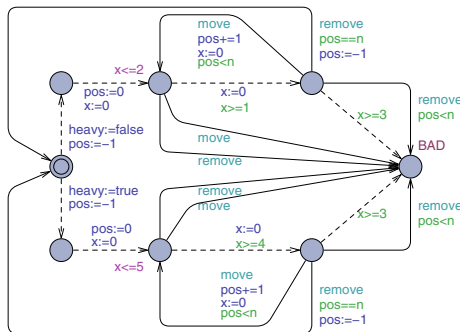 move
pos+=1
x:=0
pos<n
remove
pos==n
pos:=-1
x<=2
pos:=0
x:=0
x:=0
x>=1
x>=3
remove
pos<n
heavy:=false
pos:=-1
move
remove
BAD
heavy:=true
pos:=-1
remove
move
pos:=0
x:=0
x:=0
x>=4
x>=3
remove
pos<n
x<=5
move
pos+=1
x:=0
pos<n
remove
pos==n
pos:=-1